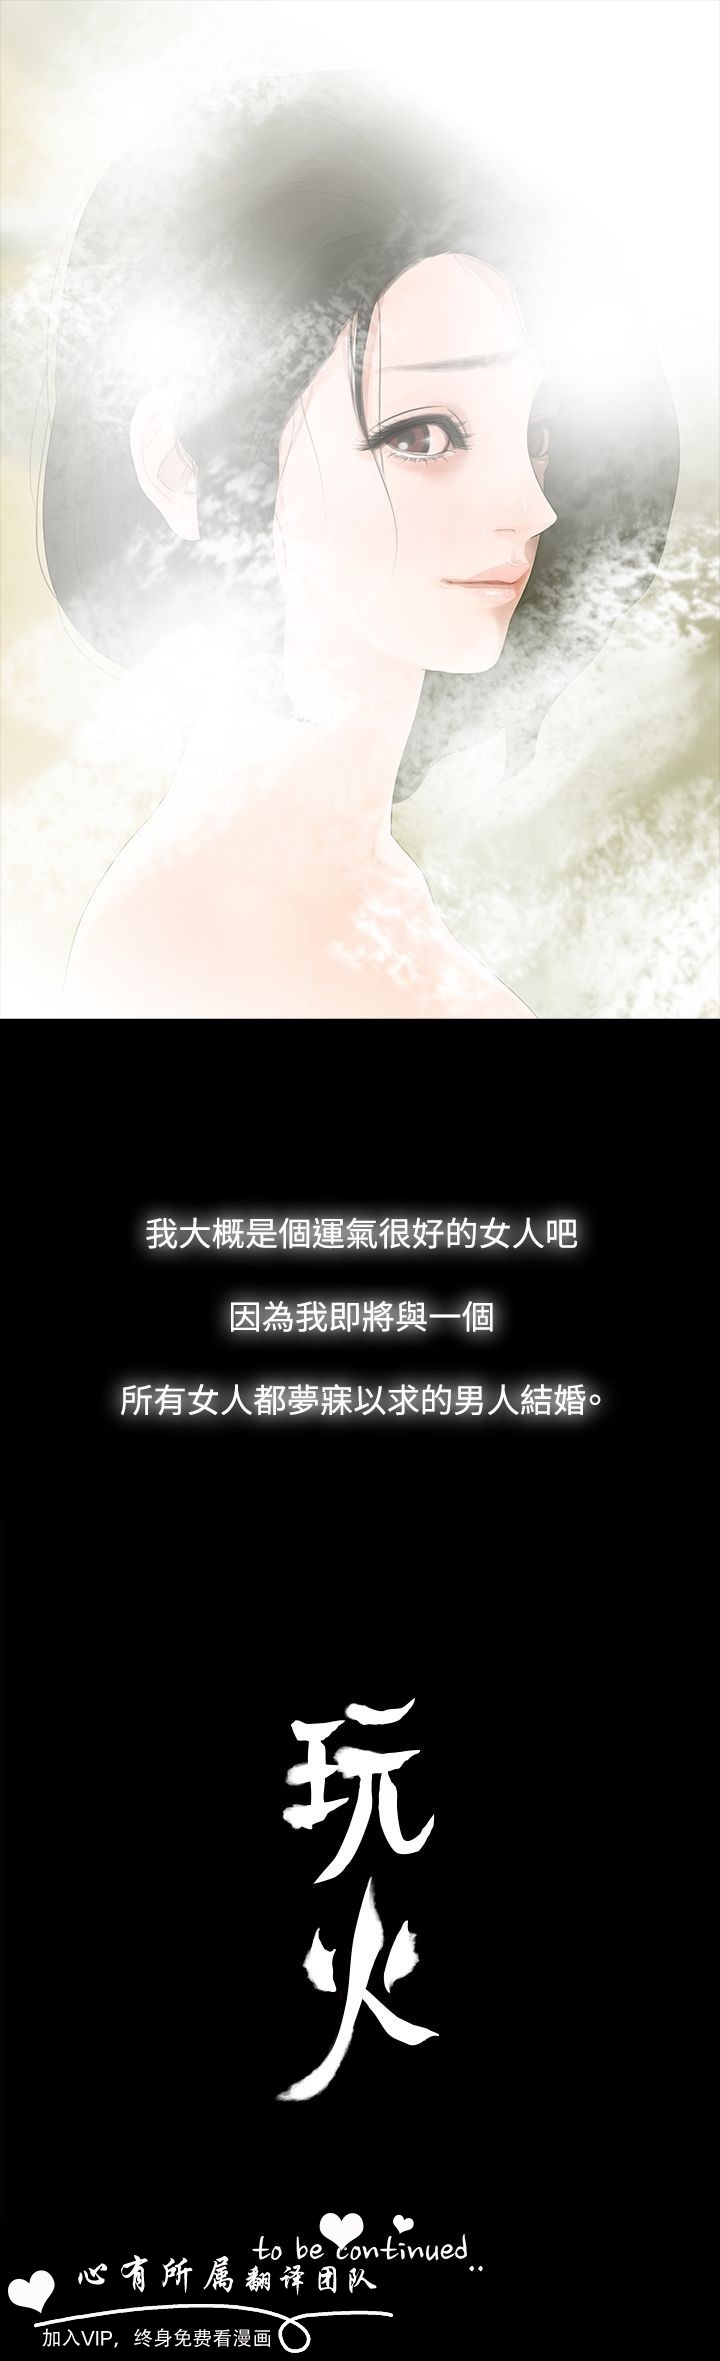 我大概是個運氣很好的女人吧
因為我即將與一個
所有女人都夢寐以求的男人結婚。
玩
火
to be continued..
心有所属翻译团队
加入VIP，终身免费看漫画